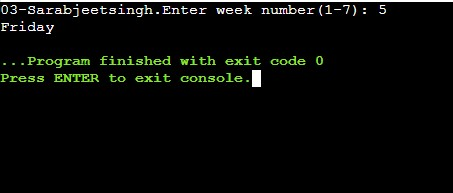 03-Sarabjeetsingh.Enter week number(1-7): 5
Friday
...Program finished with exit code 0
Press ENTER to exit console.